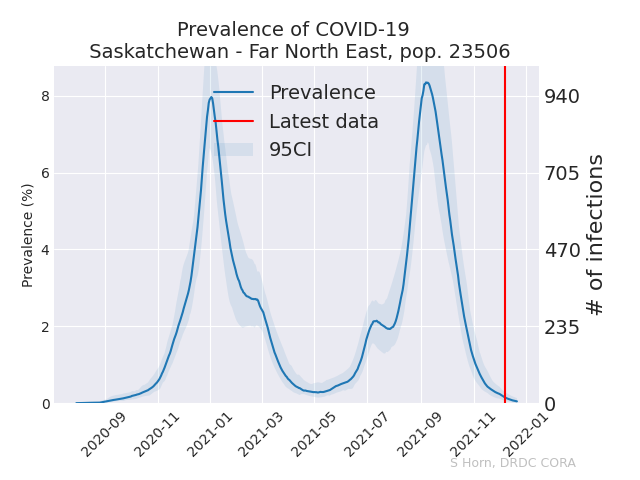 Prevalence of COVID-19
Saskatchewan - Far North East, pop. 23506
Prevalence
Latest data
95CI
Prevalence (%)
8
6
4
2
0
# of infections
940
705
470
235
0
2020-09
2020-11
2021-01
2021-03
2021-05
2021-07
2021-09
2021-11
2022-01
S Horn, DRDC CORA